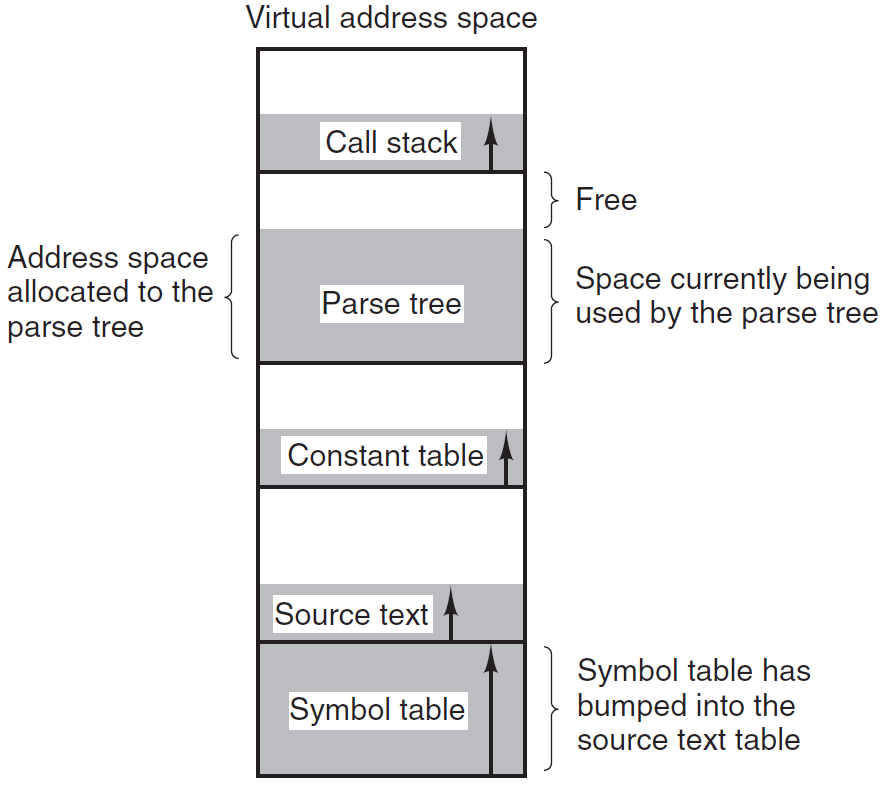 Virtual address space
Call stack
Free
Address space
allocated to the
parse tree
Parse tree
Space currently being
used by the parse tree
Constant table
Source text
Symbol table
Symbol table has
bumped into the
source text table